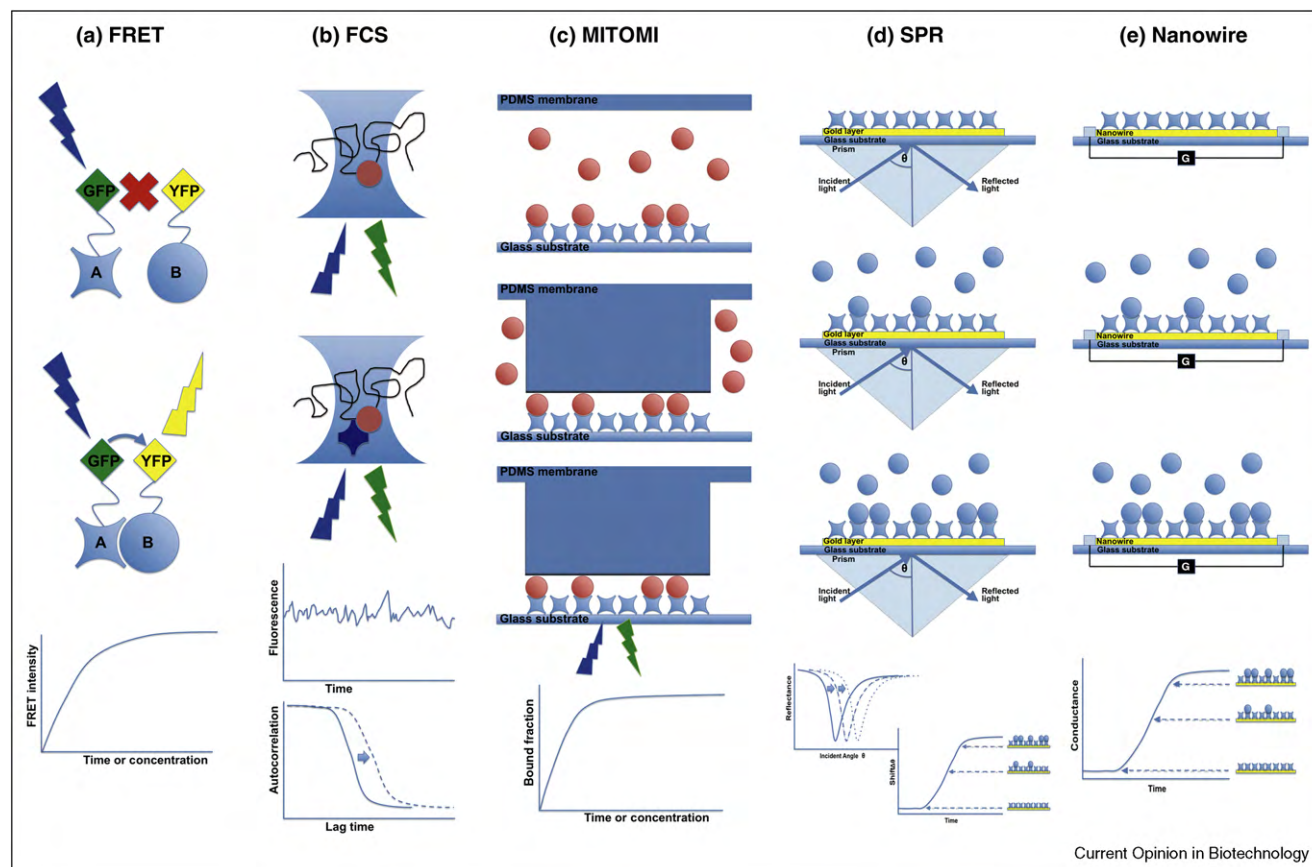 (a) FRET
GFP
YFP
A
B
GFP
YFP
A
B
FRET intensity
Time or concentration
(b) FCS
Fluorescence
Time
Autocorrelation
Lag time
(c) MITOMI
PDMS membrane
Glass substrate
PDMS membrane
Glass substrate
PDMS membrane
Glass substrate
Bound fraction
Time or concentration
(d) SPR
Gold layer
Glass substrate
Prism
θ
Incident
light
Reflected
light
Gold layer
Glass substrate
Prism
θ
Incident
light
Reflected
light
Gold layer
Glass substrate
Prism
θ
Incident
light
Reflected
light
Reflectance
Incident Angle θ
ShiftΔθ
Time
(e) Nanowire
Nanowire
Glass substrate
G
Nanowire
Glass substrate
G
Nanowire
Glass substrate
G
Conductance
Time
Current Opinion in Biotechnology